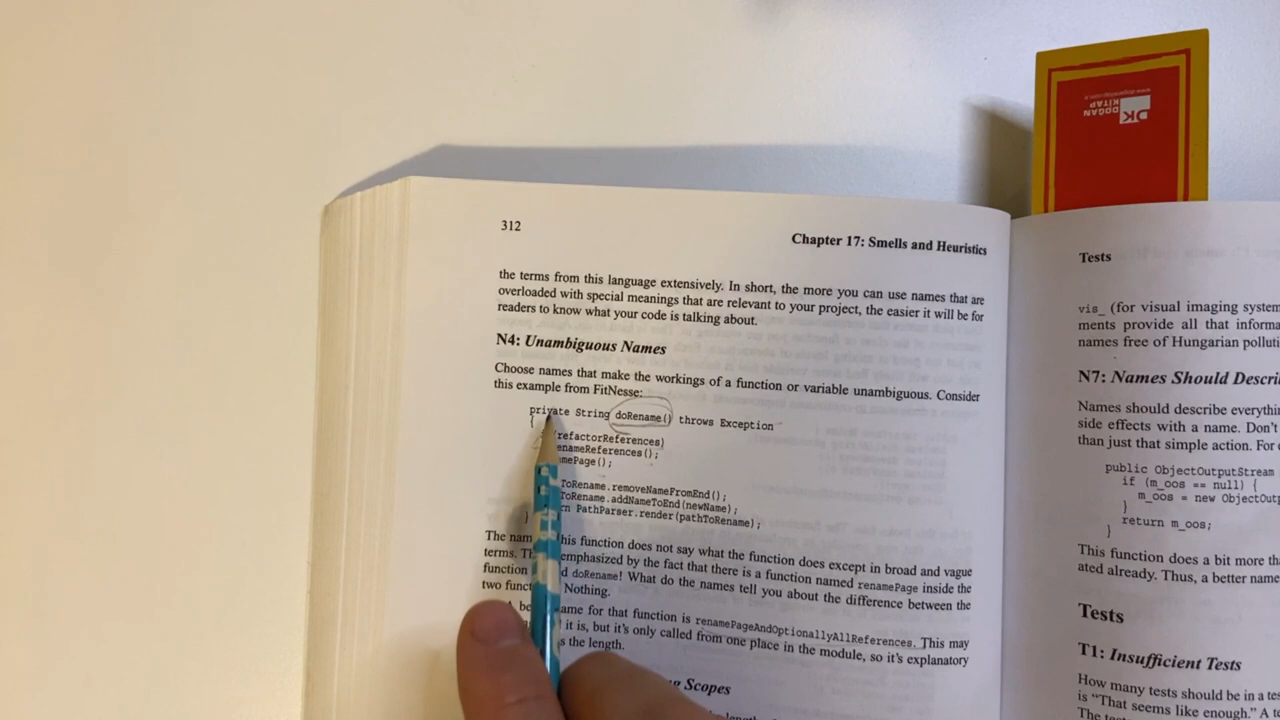 DK
DOĞAN
KİTAP
312
Chapter 17: Smells and Heuristics
the terms from this language extensively. In short, the more you can use names that are
overloaded with special meanings that are relevant to your project, the easier it will be for
readers to know what your code is talking about.
N4: Unambiguous Names
Choose names that make the workings of a function or variable unambiguous. Consider
this example from FitNesse:
private String doRename() throws Exception
{
(refactorReferences)
enameReferences();
mePage();
ToRename.removeNameFromEnd();
ToRename.addNameToEnd(newName);
n PathParser.render(pathToRename);
}
The nam his function does not say what the function does except in broad and vague
terms. Th emphasized by the fact that there is a function named renamePage inside the
function d doRename! What do the names tell you about the difference between the
two funct Nothing.
A be ame for that function is renamePageAndOptionallyAllReferences. This may
it is, but it's only called from one place in the module, so it's explanatory
s the length.
Scopes
Tests
vis_ (for visual imaging system
ments provide all that informa
names free of Hungarian polluti
N7: Names Should Descri
Names should describe everythi
side effects with a name. Don't
than just that simple action. For
public ObjectOutputStream
if (m_oos == null) {
m_oos = new ObjectOutp
}
return m_oos;
}
This function does a bit more tha
ated already. Thus, a better name
Tests
T1: Insufficient Tests
How many tests should be in a tes
is "That seems like enough." A t